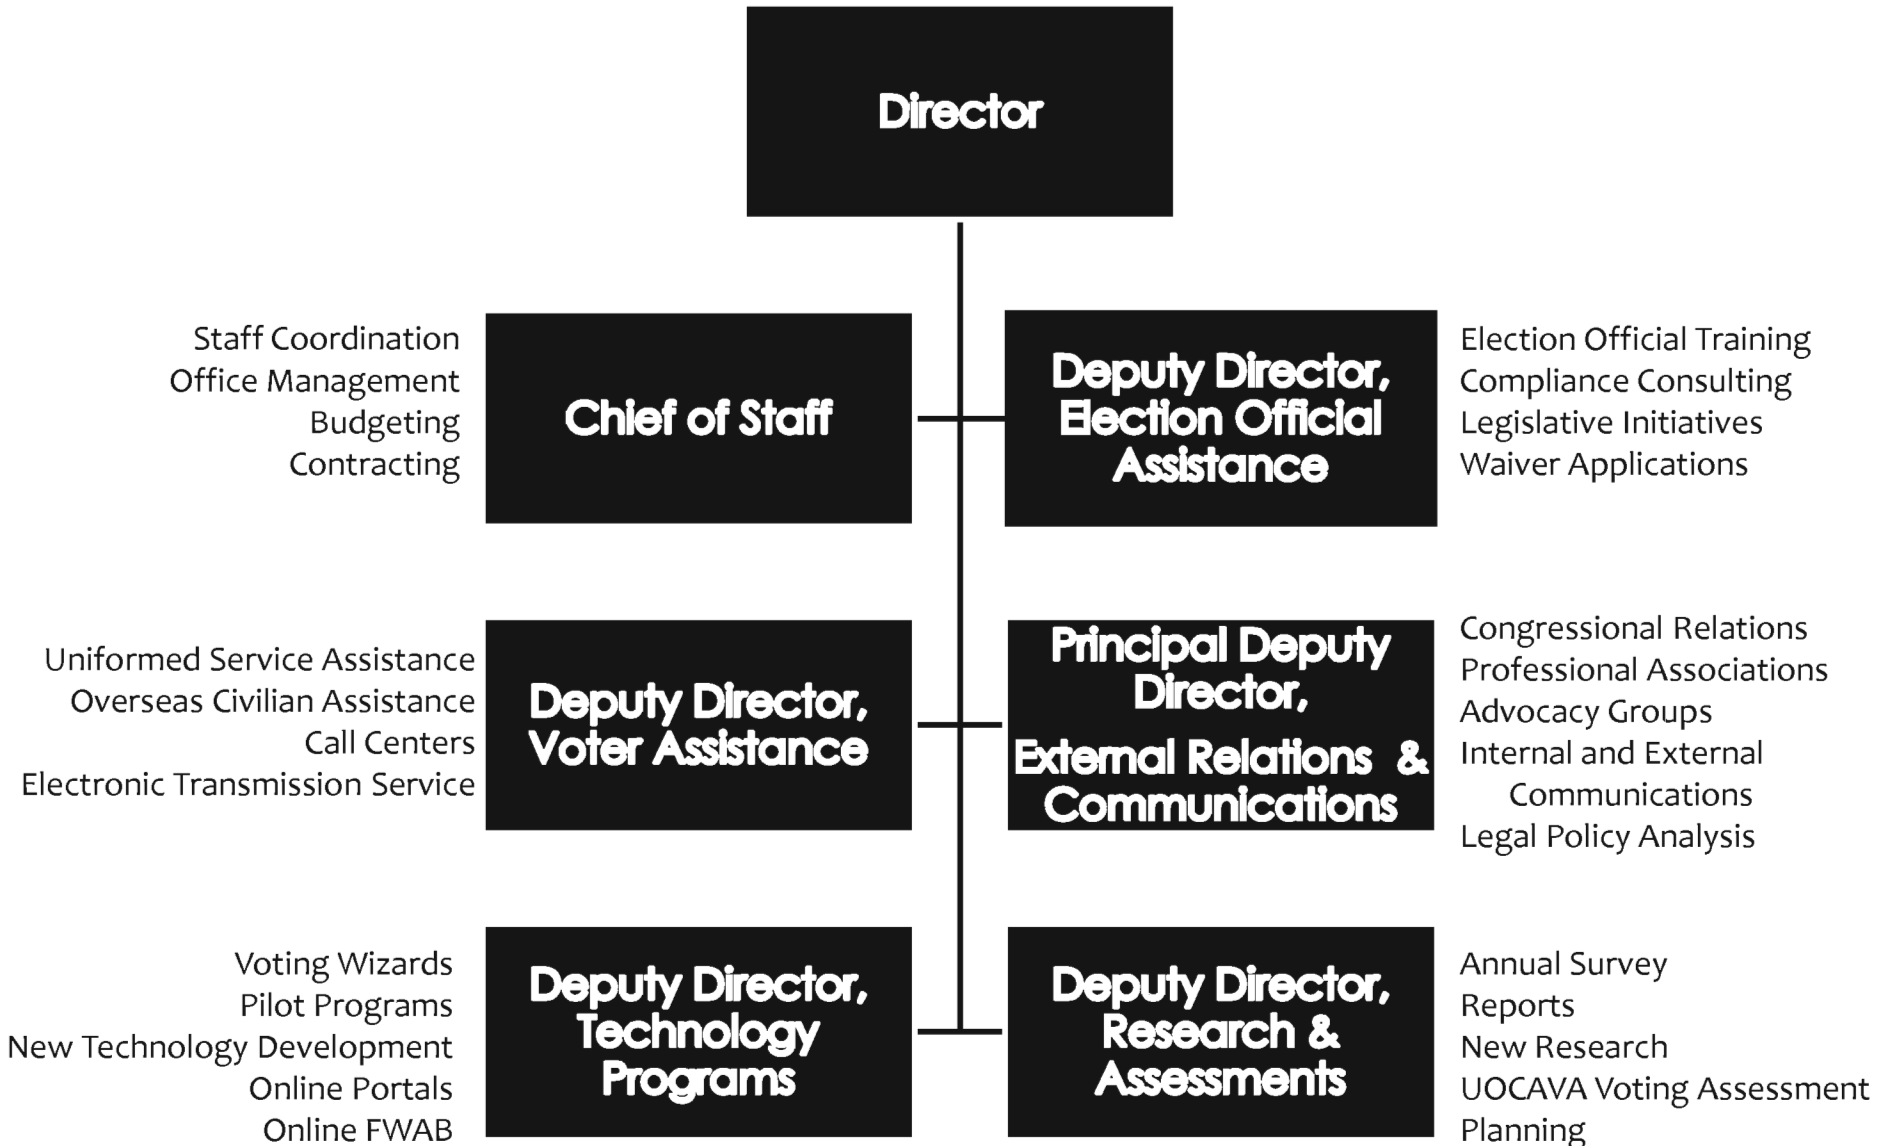 Director
Staff Coordination
Office Management
Budgeting
Contracting
Chief of Staff
Deputy Director,
Election Official
Assistance
Election Official Training
Compliance Consulting
Legislative Initiatives
Waiver Applications
Uniformed Service Assistance
Overseas Civilian Assistance
Call Centers
Electronic Transmission Service
Deputy Director,
Voter Assistance
Principal Deputy
Director,
External Relations &
Communications
Congressional Relations
Professional Associations
Advocacy Groups
Internal and External
Communications
Legal Policy Analysis
Voting Wizards
Pilot Programs
New Technology Development
Online Portals
Online FWAB
Deputy Director,
Technology
Programs
Deputy Director,
Research &
Assessments
Annual Survey
Reports
New Research
UOCAVA Voting Assessment
Planning